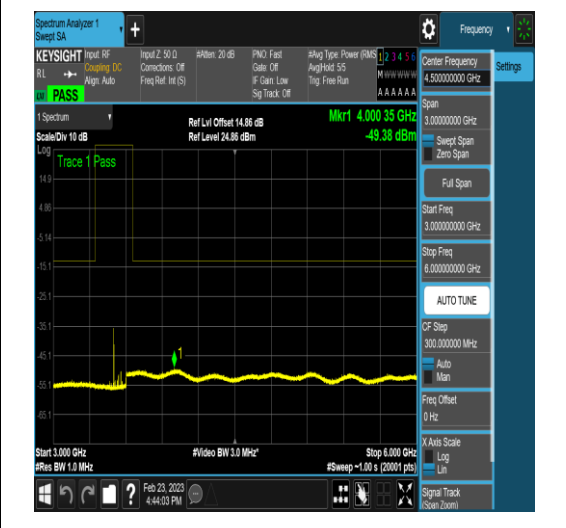 Spectrum Analyzer 1
Swept SA
+
Frequency
KEYSIGHT
Input: RF
Coupling: DC
Align: Auto
RL
PASS
Input Z: 50 Ω
Corrections: Off
Freq Ref: Int (S)
#Atten: 20 dB
PNO: Fast
Gate: Off
IF Gain: Low
Sig Track: Off
#Avg Type: Power (RMS
Avg|Hold: 5/5
Trig: Free Run
1 2 3 4 5 6
M W W W W W
A A A A A A
1 Spectrum
Scale/Div 10 dB
Ref Lvl Offset 14.86 dB
Ref Level 24.86 dBm
Mkr1 4.000 35 GHz
-49.38 dBm
Log
Trace 1 Pass
14.9
4.86
-5.14
-15.1
-25.1
-35.1
-45.1
-55.1
-65.1
1
Start 3.000 GHz
#Res BW 1.0 MHz
#Video BW 3.0 MHz*
Stop 6.000 GHz
#Sweep ~1.00 s (20001 pts)
?
Feb 23, 2023
4:44:03 PM
Center Frequency
4.500000000 GHz
Settings
Span
3.00000000 GHz
Swept Span
Zero Span
Full Span
Start Freq
3.000000000 GHz
Stop Freq
6.000000000 GHz
AUTO TUNE
CF Step
300.000000 MHz
Auto
Man
Freq Offset
0 Hz
X Axis Scale
Log
Lin
Signal Track
(Span Zoom)